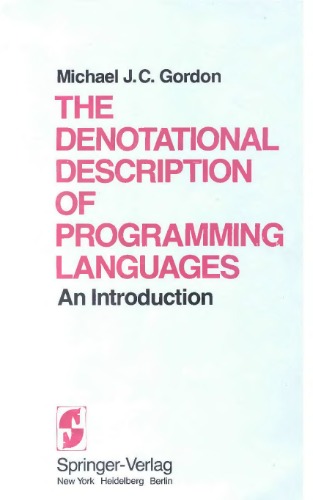 Michael J.C. Gordon
THE
DENOTATIONAL
DESCRIPTION
OF
PROGRAMMING
LANGUAGES
An Introduction
Springer-Verlag
New York Heidelberg Berlin